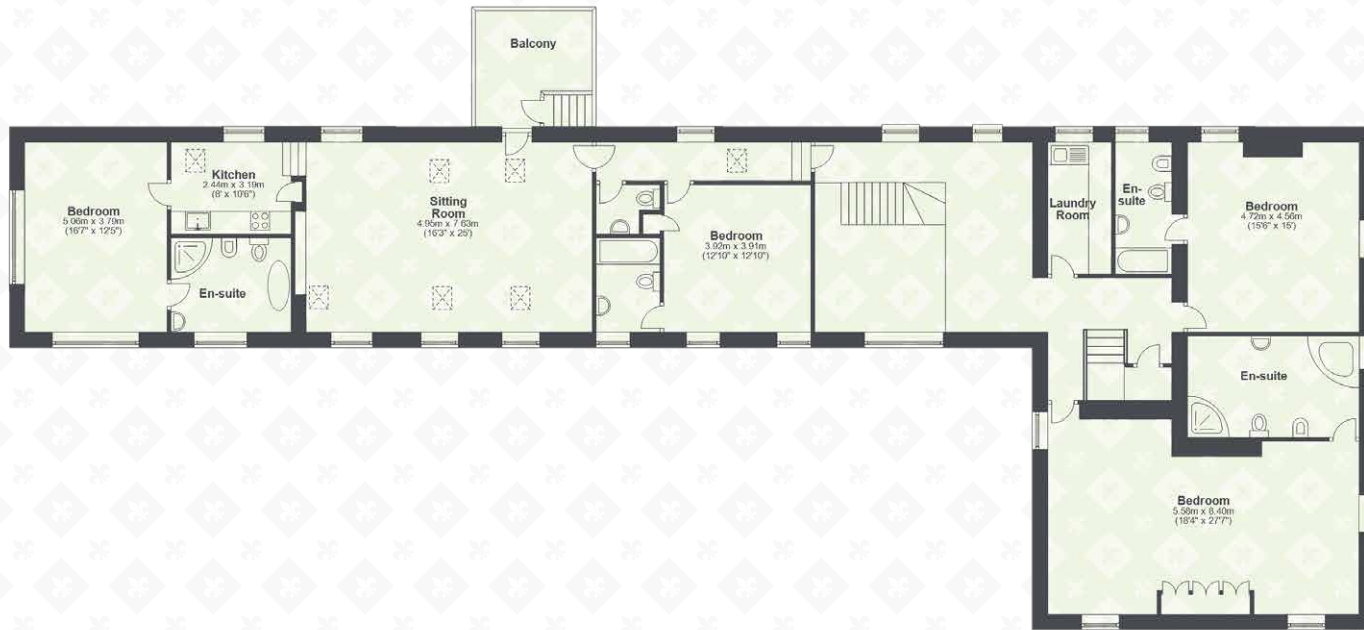 Balcony
Bedroom
5.06m x 3.79m
(16'7" x 12'5")
Kitchen
2.44m x 3.19m
(8' x 10'6")
En-suite
Sitting
Room
4.95m x 7.63m
(16'3" x 25')
Bedroom
3.92m x 3.91m
(12'10" x 12'10")
Laundry
Room
En-
suite
Bedroom
4.72m x 4.56m
(15'6" x 15')
En-suite
Bedroom
5.58m x 8.40m
(18'4" x 27'7")